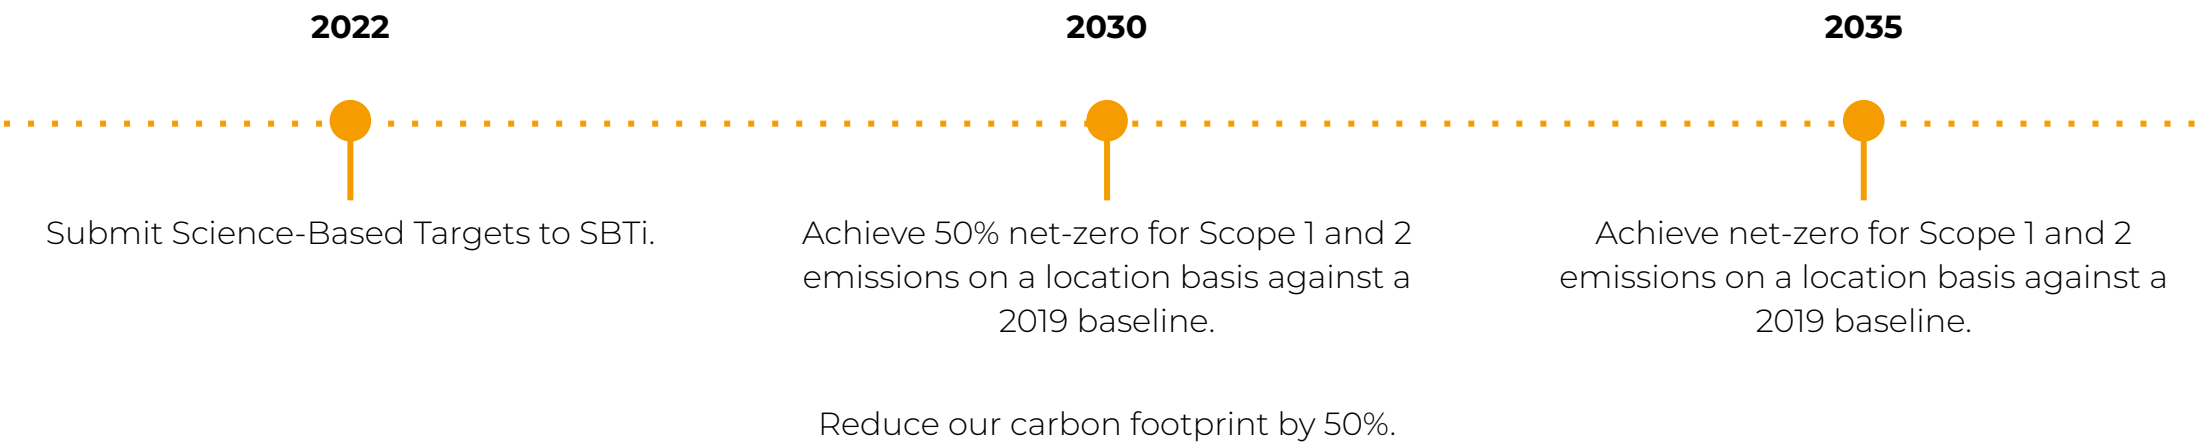 2022
Submit Science-Based Targets to SBTi.
2030
Achieve 50% net-zero for Scope 1 and 2
emissions on a location basis against a
2019 baseline.
Reduce our carbon footprint by 50%.
2035
Achieve net-zero for Scope 1 and 2
emissions on a location basis against a
2019 baseline.